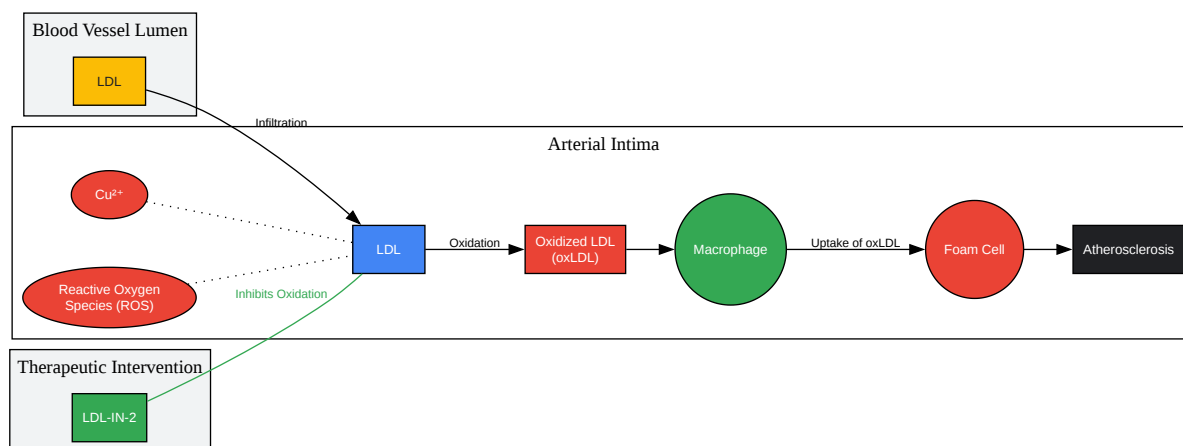 Blood Vessel Lumen
LDL
Infiltration
Arterial Intima
Cu²⁺
LDL
Oxidation
Oxidized LDL
(oxLDL)
Macrophage
Uptake of oxLDL
Foam Cell
Atherosclerosis
Reactive Oxygen
Species (ROS)
Inhibits Oxidation
Therapeutic Intervention
LDL-IN-2